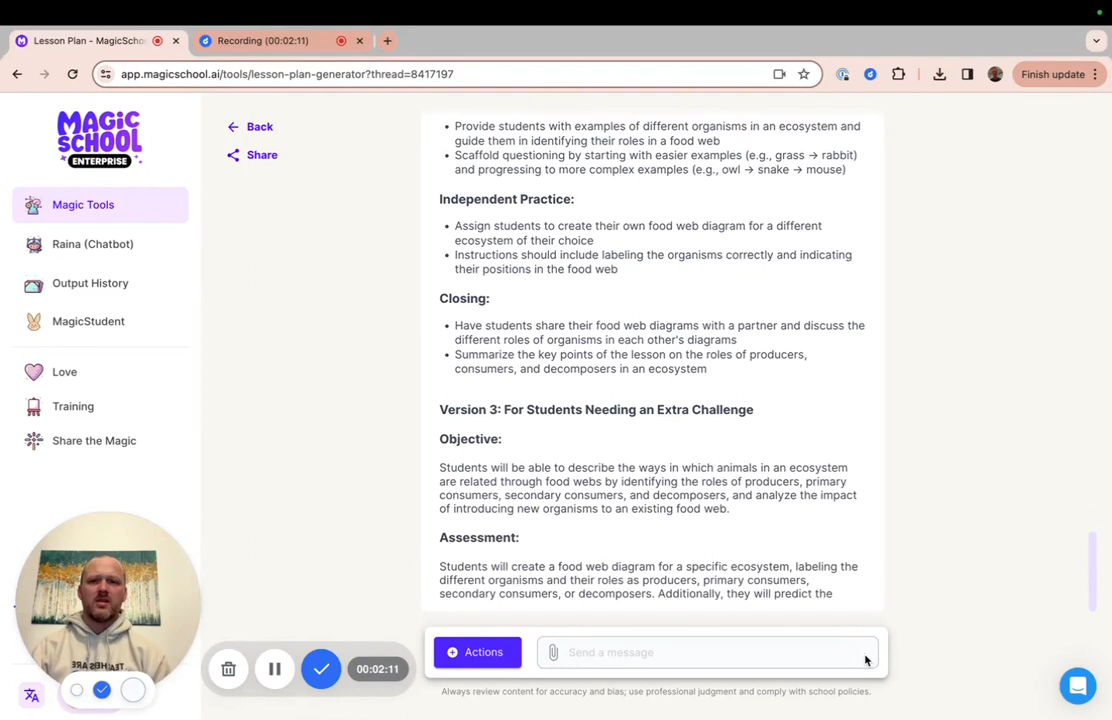 Lesson Plan - MagicScho
Recording (00:02:11)
app.magicschool.ai/tools/lesson-plan-generator?thread=8417197
Finish update
MAGIC
SCHOOL
ENTERPRISE
Magic Tools
Raina (Chatbot)
Output History
MagicStudent
Love
Training
Share the Magic
Back
Share
• Provide students with examples of different organisms in an ecosystem and
guide them in identifying their roles in a food web
• Scaffold questioning by starting with easier examples (e.g., grass → rabbit)
and progressing to more complex examples (e.g., owl → snake → mouse)
Independent Practice:
• Assign students to create their own food web diagram for a different
ecosystem of their choice
• Instructions should include labeling the organisms correctly and indicating
their positions in the food web
Closing:
• Have students share their food web diagrams with a partner and discuss the
different roles of organisms in each other's diagrams
• Summarize the key points of the lesson on the roles of producers,
consumers, and decomposers in an ecosystem
Version 3: For Students Needing an Extra Challenge
Objective:
Students will be able to describe the ways in which animals in an ecosystem
are related through food webs by identifying the roles of producers, primary
consumers, secondary consumers, and decomposers, and analyze the impact
of introducing new organisms to an existing food web.
Assessment:
Students will create a food web diagram for a specific ecosystem, labeling the
different organisms and their roles as producers, primary consumers,
secondary consumers, or decomposers. Additionally, they will predict the
Actions
Send a message
00:02:11
Always review content for accuracy and bias; use professional judgment and comply with school policies.